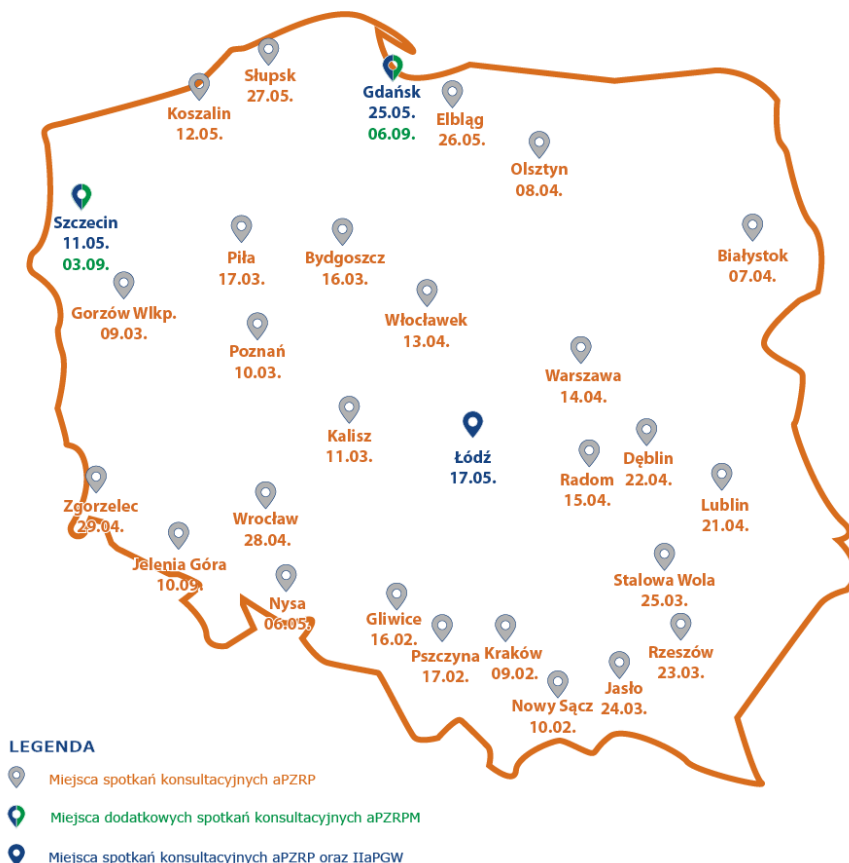 Słupsk
27.05.
Koszalin
12.05.
Gdańsk
25.05.
06.09.
Elbląg
26.05.
Olsztyn
08.04.
Szczecin
11.05.
03.09.
Piła
17.03.
Bydgoszcz
16.03.
Białystok
07.04.
Gorzów Wlkp.
09.03.
Włocławek
13.04.
Poznań
10.03.
Warszawa
14.04.
Kalisz
11.03.
Łódź
17.05.
Dęblin
22.04.
Radom
15.04.
Lublin
21.04.
Zgorzelec
29.04.
Wrocław
28.04.
Jelenia Góra
10.09.
Nysa
06.05.
Stalowa Wola
25.03.
Gliwice
16.02.
Pszczyna
17.02.
Kraków
09.02.
Rzeszów
23.03.
Nowy Sącz
10.02.
Jasło
24.03.
LEGENDA
Miejsca spotkań konsultacyjnych aPZRP
Miejsca dodatkowych spotkań konsultacyjnych aPZRPM
Miejsca spotkań konsultacyjnych aPZRP oraz IIaPGW